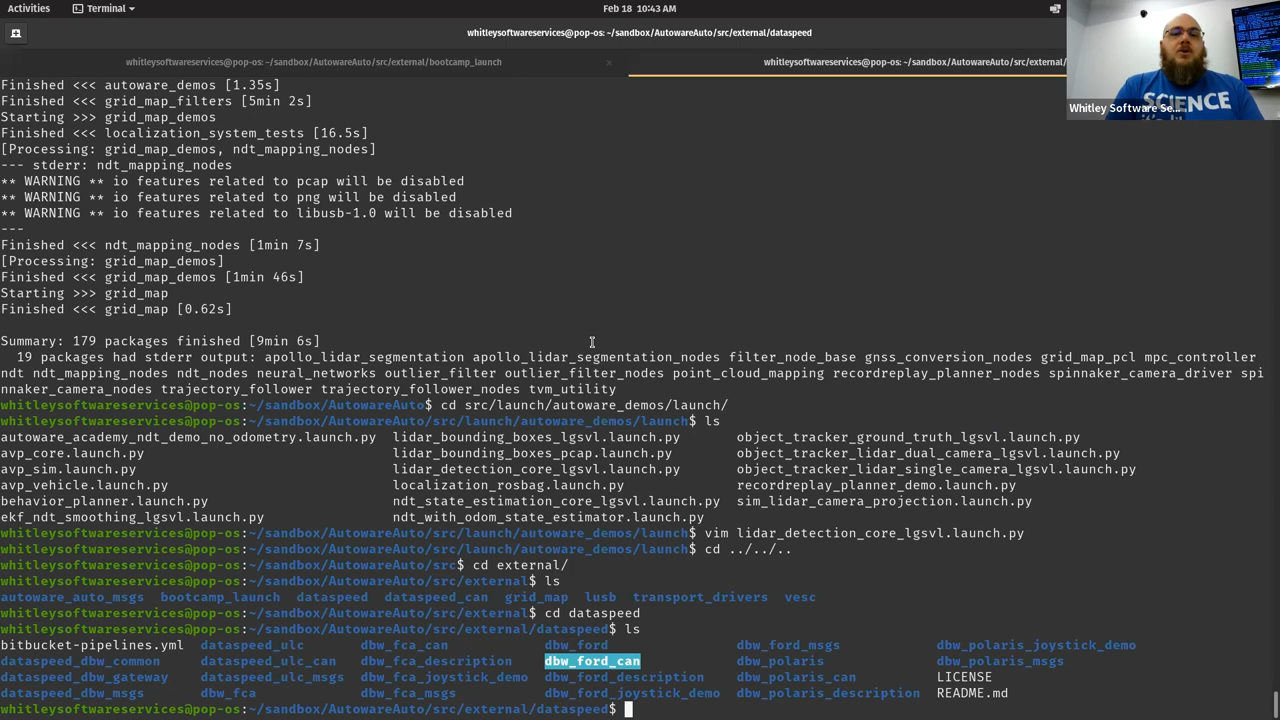 Activities Terminal Feb 18 10:43 AM
whitleysoftwareservices@pop-os: ~/sandbox/AutowareAuto/src/external/dataspeed
whitleysoftwareservices@pop-os: ~/sandbox/AutowareAuto/src/external/bootcamp_launch × whitleysoftwareservices@pop-os: ~/sandbox/AutowareAuto/src/external/
Whitley Software Se...
SCIENCE
Finished <<< autoware_demos [1.35s]
Finished <<< grid_map_filters [5min 2s]
Starting >>> grid_map_demos
Finished <<< localization_system_tests [16.5s]
[Processing: grid_map_demos, ndt_mapping_nodes]
--- stderr: ndt_mapping_nodes
** WARNING ** io features related to pcap will be disabled
** WARNING ** io features related to png will be disabled
** WARNING ** io features related to libusb-1.0 will be disabled
---
Finished <<< ndt_mapping_nodes [1min 7s]
[Processing: grid_map_demos]
Finished <<< grid_map_demos [1min 46s]
Starting >>> grid_map
Finished <<< grid_map [0.62s]
Summary: 179 packages finished [9min 6s]
19 packages had stderr output: apollo_lidar_segmentation apollo_lidar_segmentation_nodes filter_node_base gnss_conversion_nodes grid_map_pcl mpc_controller
ndt ndt_mapping_nodes ndt_nodes neural_networks outlier_filter outlier_filter_nodes point_cloud_mapping recordreplay_planner_nodes spinnaker_camera_driver spi
nnaker_camera_nodes trajectory_follower trajectory_follower_nodes tvm_utility
whitleysoftwareservices@pop-os:~/sandbox/AutowareAuto$ cd src/launch/autoware_demos/launch/
whitleysoftwareservices@pop-os:~/sandbox/AutowareAuto/src/launch/autoware_demos/launch$ ls
autoware_academy_ndt_demo_no_odometry.launch.py lidar_bounding_boxes_lgsvl.launch.py object_tracker_ground_truth_lgsvl.launch.py
avp_core.launch.py lidar_bounding_boxes_pcap.launch.py object_tracker_lidar_dual_camera_lgsvl.launch.py
avp_sim.launch.py lidar_detection_core_lgsvl.launch.py object_tracker_lidar_single_camera_lgsvl.launch.py
avp_vehicle.launch.py localization_rosbag.launch.py recordreplay_planner_demo.launch.py
behavior_planner.launch.py ndt_state_estimation_core_lgsvl.launch.py sim_lidar_camera_projection.launch.py
ekf_ndt_smoothing_lgsvl.launch.py ndt_with_odom_state_estimator.launch.py
whitleysoftwareservices@pop-os:~/sandbox/AutowareAuto/src/launch/autoware_demos/launch$ vim lidar_detection_core_lgsvl.launch.py
whitleysoftwareservices@pop-os:~/sandbox/AutowareAuto/src/launch/autoware_demos/launch$ cd ../../..
whitleysoftwareservices@pop-os:~/sandbox/AutowareAuto/src$ cd external/
whitleysoftwareservices@pop-os:~/sandbox/AutowareAuto/src/external$ ls
autoware_auto_msgs bootcamp_launch dataspeed dataspeed_can grid_map lusb transport_drivers vesc
whitleysoftwareservices@pop-os:~/sandbox/AutowareAuto/src/external$ cd dataspeed
whitleysoftwareservices@pop-os:~/sandbox/AutowareAuto/src/external/dataspeed$ ls
bitbucket-pipelines.yml dataspeed_ulc dbw_fca_can dbw_ford dbw_ford_msgs dbw_polaris_joystick_demo
dataspeed_dbw_common dataspeed_ulc_can dbw_fca_description dbw_ford_can dbw_polaris dbw_polaris_msgs
dataspeed_dbw_gateway dataspeed_ulc_msgs dbw_fca_joystick_demo dbw_ford_description dbw_polaris_can LICENSE
dataspeed_dbw_msgs dbw_fca dbw_fca_msgs dbw_ford_joystick_demo dbw_polaris_description README.md
whitleysoftwareservices@pop-os:~/sandbox/AutowareAuto/src/external/dataspeed$